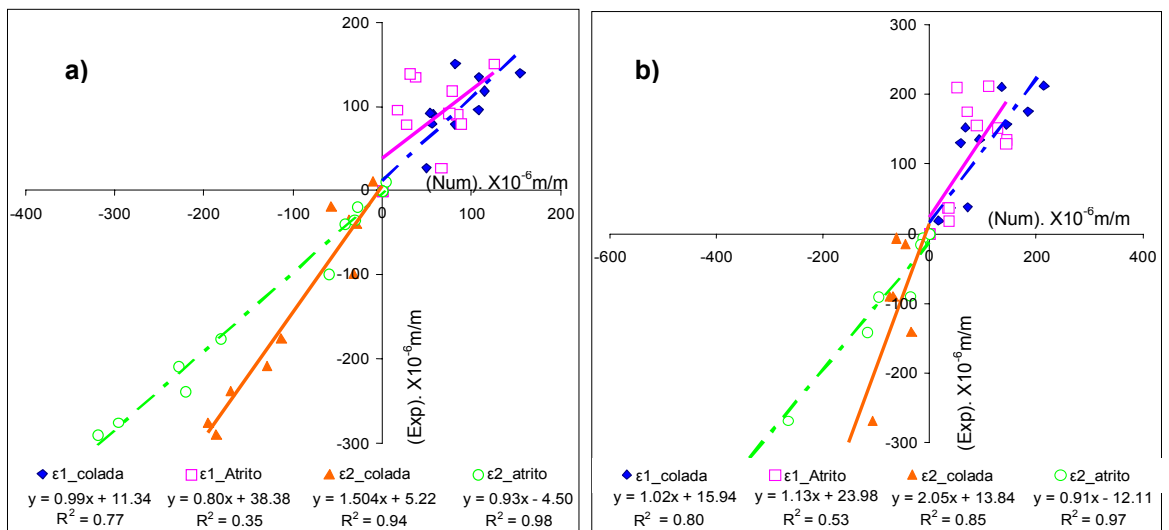 a)
200
100
0
-100
-200
-300
-400 -300 -200 -100 0 100 200
(Num). X10⁻⁶m/m
(Exp). X10⁻⁶m/m
ε1_colada ε1_Atrito ε2_colada ε2_atrito
y = 0.99x + 11.34 y = 0.80x + 38.38 y = 1.504x + 5.22 y = 0.93x - 4.50
R² = 0.77 R² = 0.35 R² = 0.94 R² = 0.98
b)
300
200
100
0
-100
-200
-300
-600 -400 -200 0 200 400
(Num). X10⁻⁶m/m
(Exp). X10⁻⁶m/m
ε1_colada ε1_Atrito ε2_colada ε2_atrito
y = 1.02x + 15.94 y = 1.13x + 23.98 y = 2.05x + 13.84 y = 0.91x - 12.11
R² = 0.80 R² = 0.53 R² = 0.85 R² = 0.97